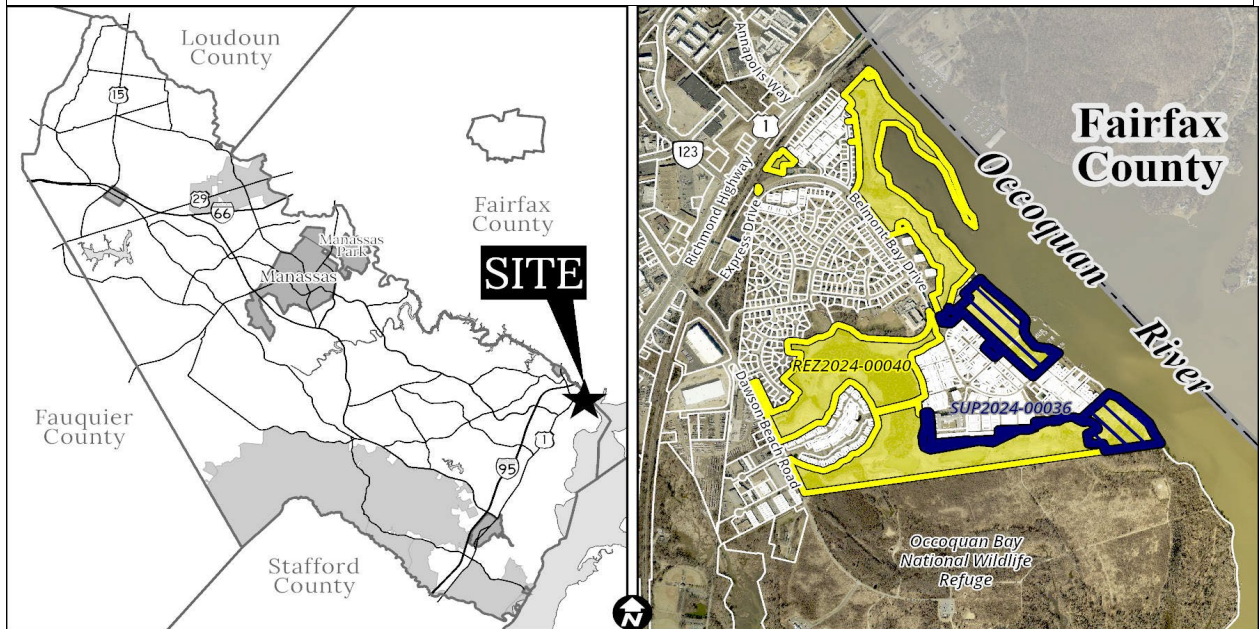 Loudoun
County
15
29
66
Fairfax
County
Manassas
Park
Manassas
SITE
Fauquier
County
1
95
Stafford
County
N
Annapolis Way
1
123
Richmond Highway
Express Drive
Belmont Bay Drive
Fairfax
County
Occoquan
River
REZ2024-00040
SUP2024-00036
Dawson Beach Road
Occoquan Bay
National Wildlife
Refuge